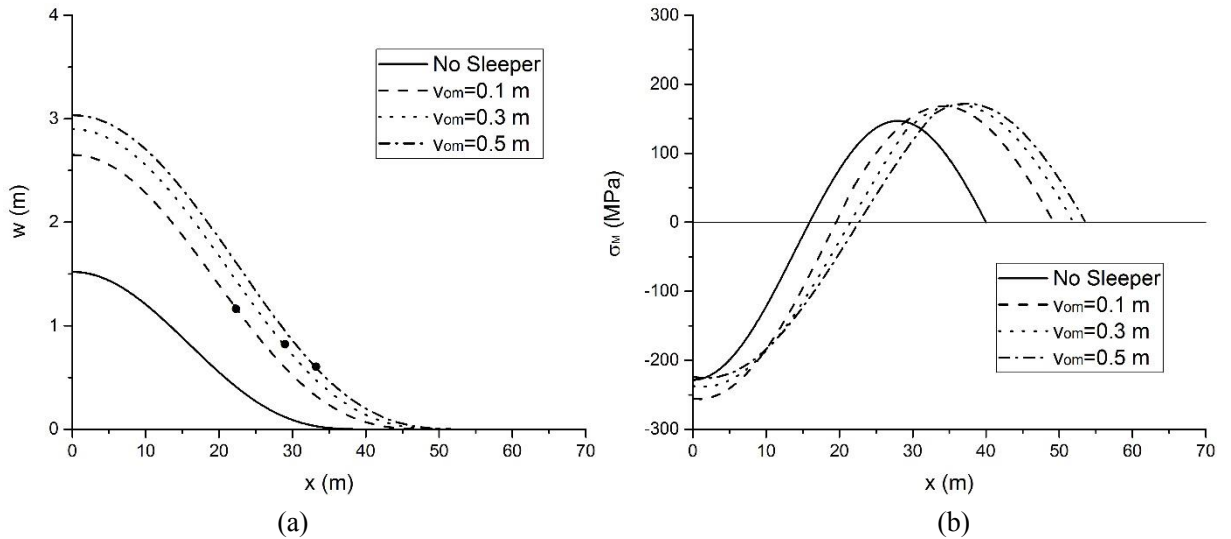 4
3
2
1
0
w (m)
0 10 20 30 40 50 60 70
x (m)
No Sleeper
vom=0.1 m
vom=0.3 m
vom=0.5 m
(a)
300
200
100
0
-100
-200
-300
σM (MPa)
0 10 20 30 40 50 60 70
x (m)
No Sleeper
vom=0.1 m
vom=0.3 m
vom=0.5 m
(b)